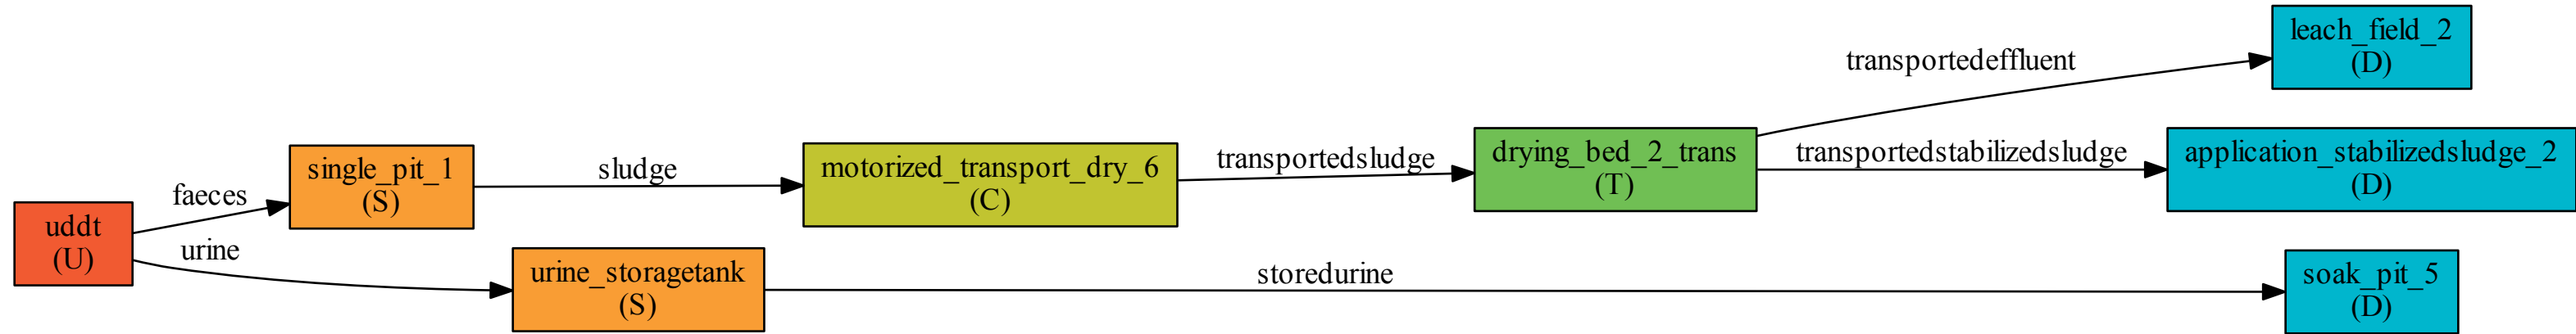 uddt
(U)
faeces
urine
single_pit_1
(S)
urine_storagetank
(S)
sludge
storedurine
motorized_transport_dry_6
(C)
transportedsludge
drying_bed_2_trans
(T)
transportedeffluent
transportedstabilizedsludge
leach_field_2
(D)
application_stabilizedsludge_2
(D)
soak_pit_5
(D)